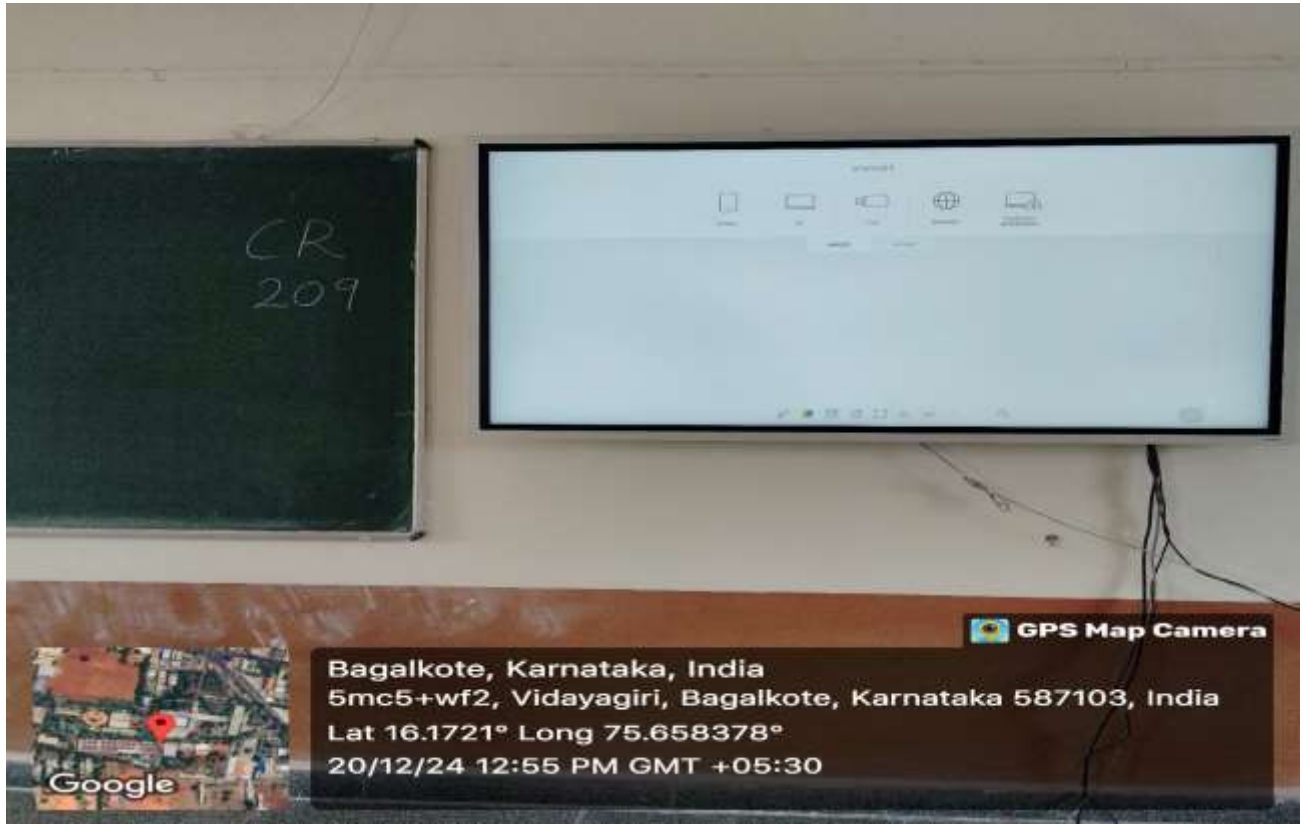 CR
209
GPS Map Camera
Bagalkote, Karnataka, India
5mc5+wf2, Vidayagiri, Bagalkote, Karnataka 587103, India
Lat 16.1721° Long 75.658378°
20/12/24 12:55 PM GMT +05:30
Google